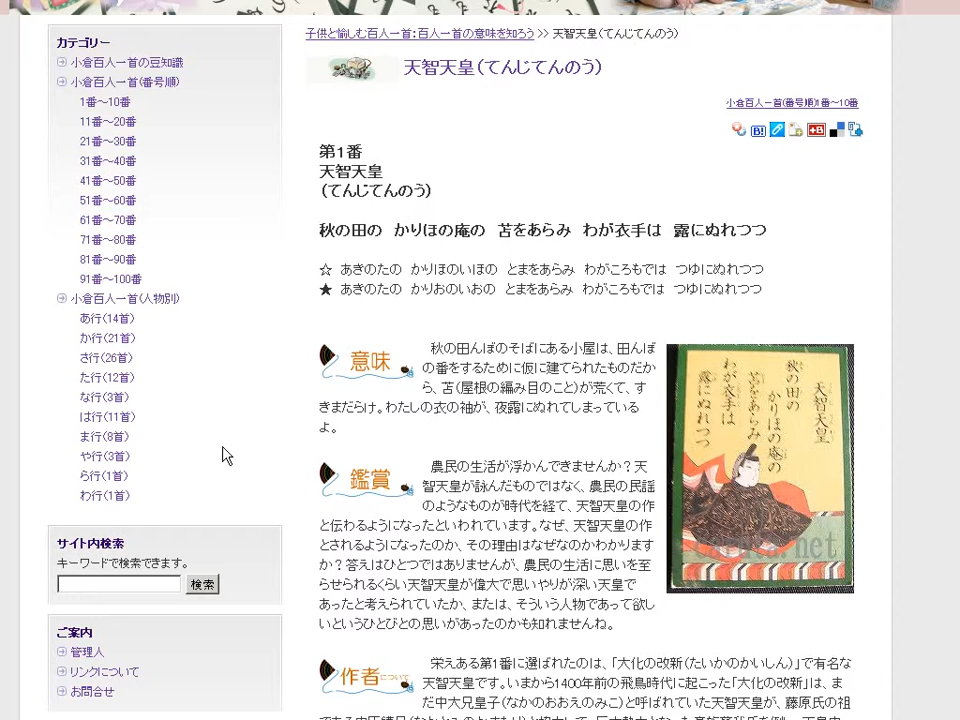 子供と愉しむ百人一首:百人一首の意味を知ろう >> 天智天皇(てんじてんのう)
カテゴリー
小倉百人一首の豆知識
小倉百人一首(番号順)
1番～10番
11番～20番
21番～30番
31番～40番
41番～50番
51番～60番
61番～70番
71番～80番
81番～90番
91番～100番
小倉百人一首(人物別)
あ行(14首)
か行(21首)
さ行(26首)
た行(12首)
な行(3首)
は行(11首)
ま行(8首)
や行(3首)
ら行(1首)
わ行(1首)
サイト内検索
キーワードで検索できます。
検索
ご案内
管理人
リンクについて
お問合せ
天智天皇(てんじてんのう)
小倉百人一首(番号順)1番～10番
第1番
天智天皇
(てんじてんのう)
秋の田の かりほの庵の 苫をあらみ わが衣手は 露にぬれつつ
☆ あきのたの かりほのいほの とまをあらみ わがころもでは つゆにぬれつつ
★ あきのたの かりおのいおの とまをあらみ わがころもでは つゆにぬれつつ
意味
秋の田んぼのそばにある小屋は、田んぼ
の番をするために仮に建てられたものだか
ら、苫(屋根の編み目のこと)が荒くて、す
きまだらけ。わたしの衣の袖が、夜露にぬれてしまっている
よ。
天智天皇
秋の田の
かりほの庵の
苫をあらみ
わが衣手は
露にぬれつつ
karuta.net
鑑賞
農民の生活が浮かんできませんか？天
智天皇が詠んだものではなく、農民の民謡
のようなものが時代を経て、天智天皇の作
と伝わるようになったといわれています。なぜ、天智天皇の作
とされるようになったのか、その理由はなぜなのかわかります
か？答えはひとつではありませんが、農民の生活に思いを至
らせられるくらい天智天皇が偉大で思いやりが深い天皇で
あったと考えられていたか、または、そういう人物であって欲し
いというひとびとの思いがあったのかも知れませんね。
作者について
栄えある第1番に選ばれたのは、「大化の改新(たいかのかいしん)」で有名な
天智天皇です。いまから1400年前の飛鳥時代に起こった「大化の改新」は、ま
だ中大兄皇子(なかのおおえのみこ)と呼ばれていた天智天皇が、藤原氏の祖